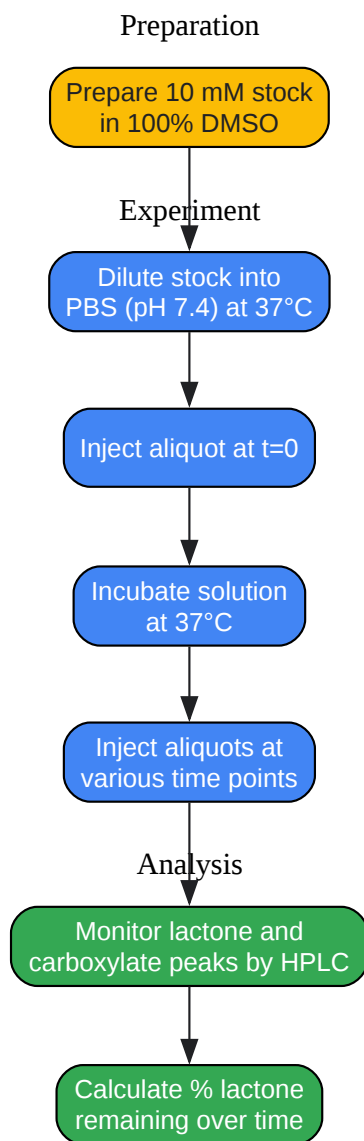 Preparation
Prepare 10 mM stock
in 100% DMSO
Experiment
Dilute stock into
PBS (pH 7.4) at 37°C
Inject aliquot at t=0
Incubate solution
at 37°C
Inject aliquots at
various time points
Analysis
Monitor lactone and
carboxylate peaks by HPLC
Calculate % lactone
remaining over time